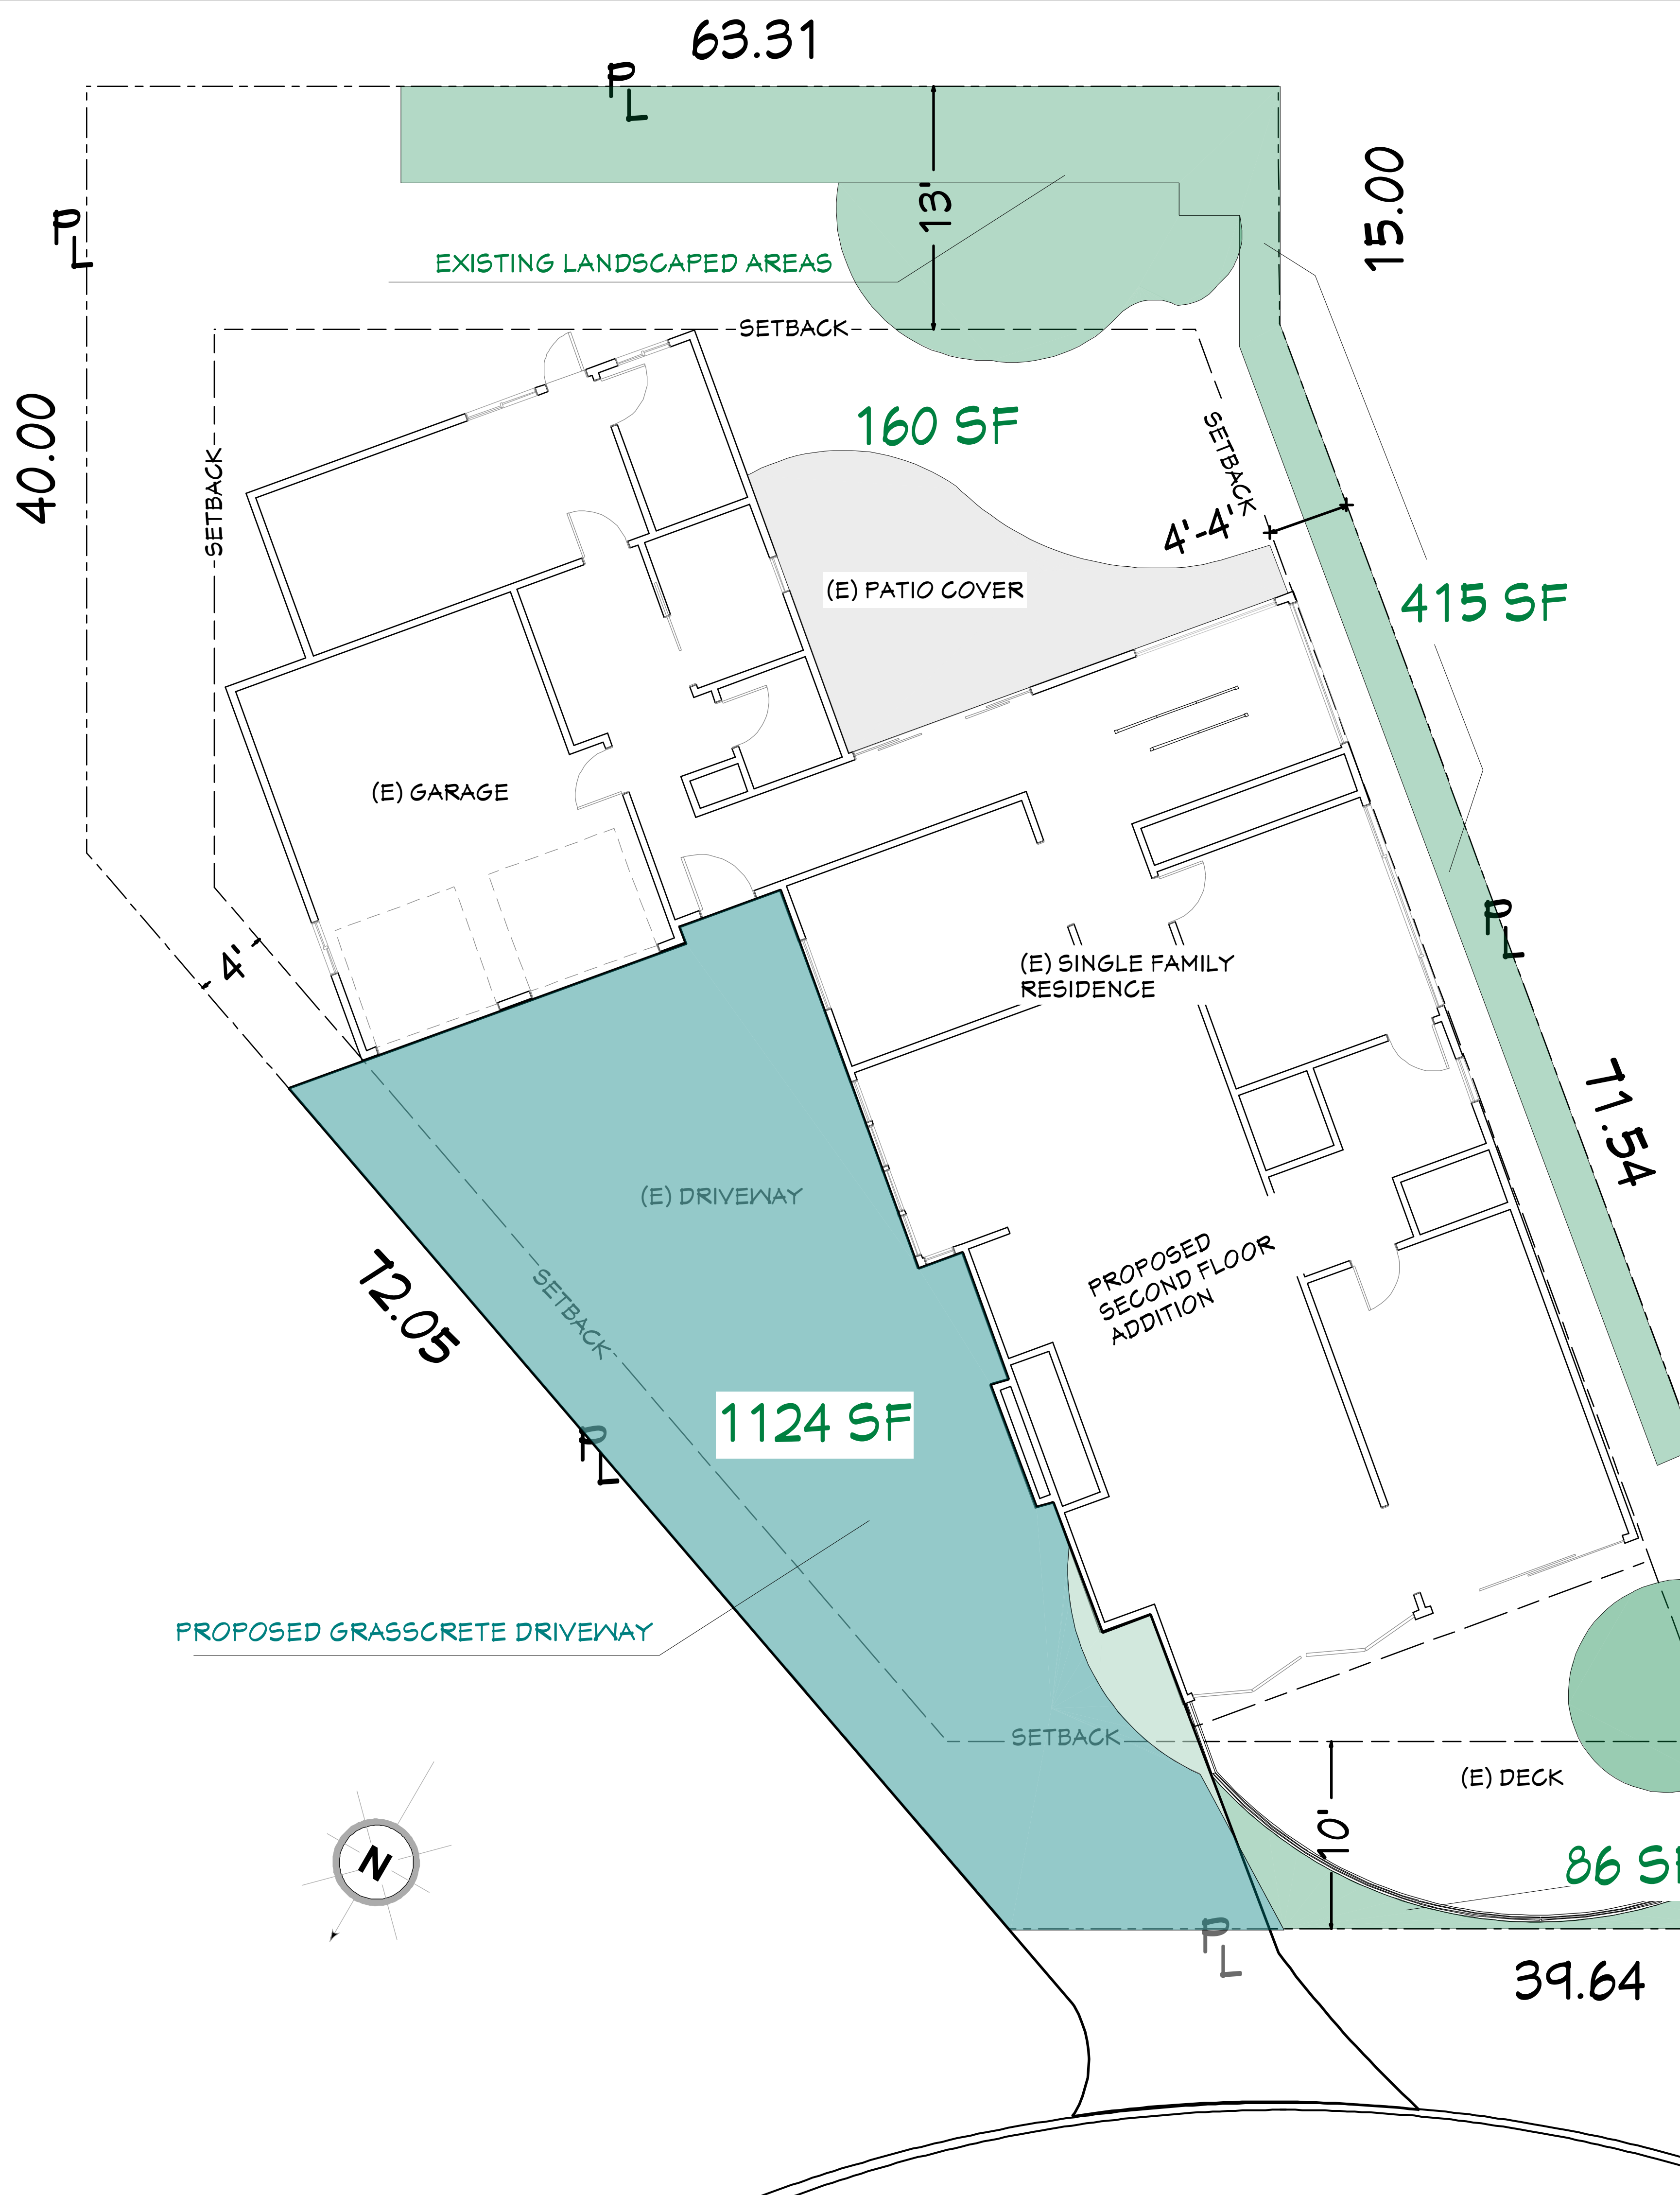 63.31
PL
15.00
PL
13'
EXISTING LANDSCAPED AREAS
SETBACK
40.00
SETBACK
160 SF
SETBACK
4'-4"
(E) PATIO COVER
415 SF
(E) GARAGE
PL
4'
(E) SINGLE FAMILY
RESIDENCE
71.54
(E) DRIVEWAY
PROPOSED
SECOND FLOOR
ADDITION
72.05
SETBACK
1124 SF
PL
PROPOSED GRASSCRETE DRIVEWAY
SETBACK
(E) DECK
10'
N
86 S
PL
39.64